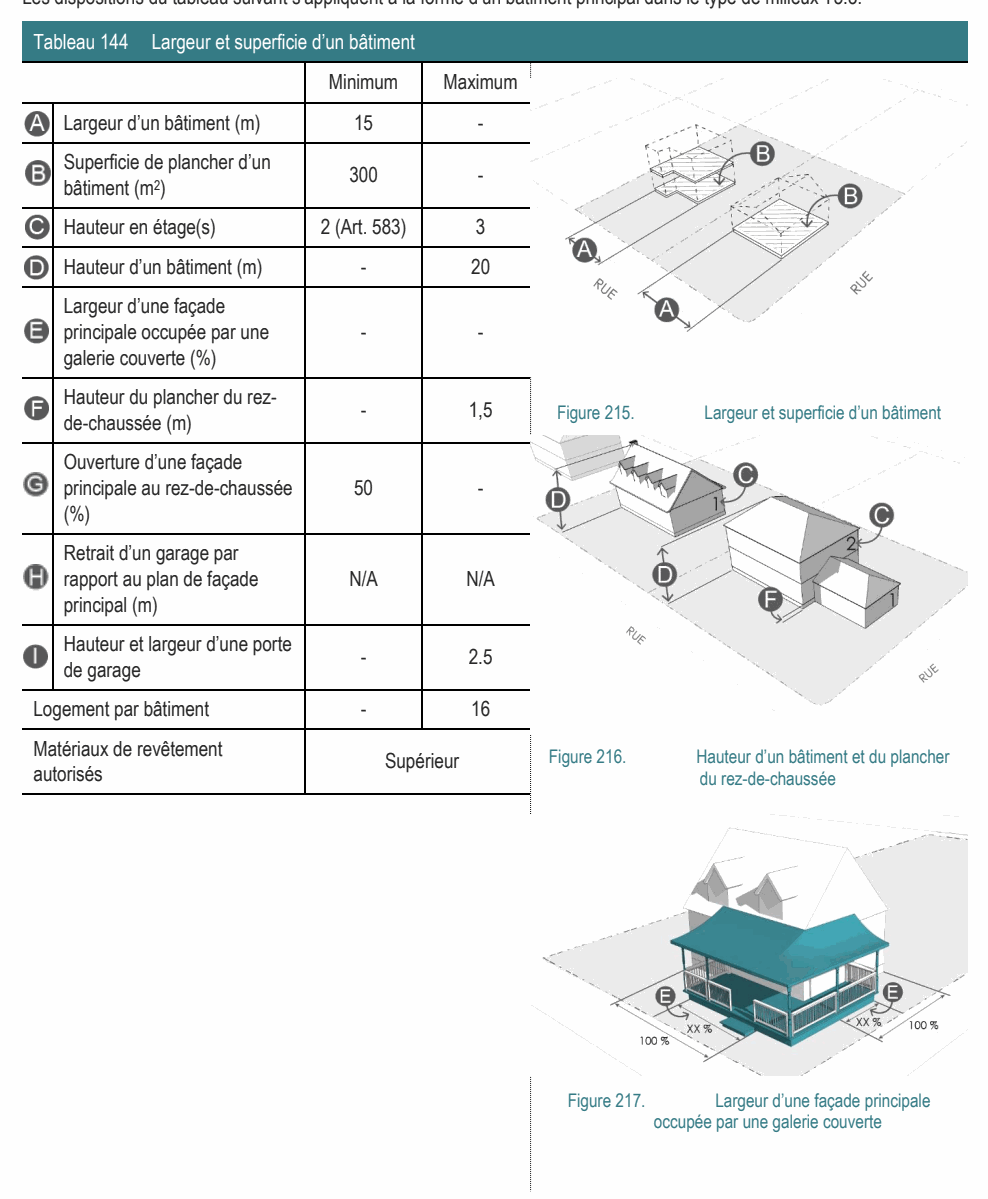 Les dispositions du tableau suivant s'appliquent à la forme d'un bâtiment principal dans le type de milieux
Tableau 144 Largeur et superficie d'un bâtiment
Minimum Maximum
A Largeur d'un bâtiment (m) 15 -
B Superficie de plancher d'un
bâtiment (m2) 300 -
C Hauteur en étage(s) 2 (Art. 583) 3
D Hauteur d'un bâtiment (m) - 20
E Largeur d'une façade
principale occupée par une
galerie couverte (%) - -
F Hauteur du plancher du rez-
de-chaussée (m) - 1,5
G Ouverture d'une façade
principale au rez-de-chaussée
(%) 50 -
H Retrait d'un garage par
rapport au plan de façade
principal (m) N/A N/A
I Hauteur et largeur d'une porte
de garage - 2.5
Logement par bâtiment - 16
Matériaux de revêtement
autorisés Supérieur
B
B
A
RUE
RUE
A
Figure 215. Largeur et superficie d'un bâtiment
C
D
1
C
2
D
F
1
RUE
RUE
Figure 216. Hauteur d'un bâtiment et du plancher
du rez-de-chaussée
E
E
XX %
XX %
100 %
100 %
Figure 217. Largeur d'une façade principale
occupée par une galerie couverte